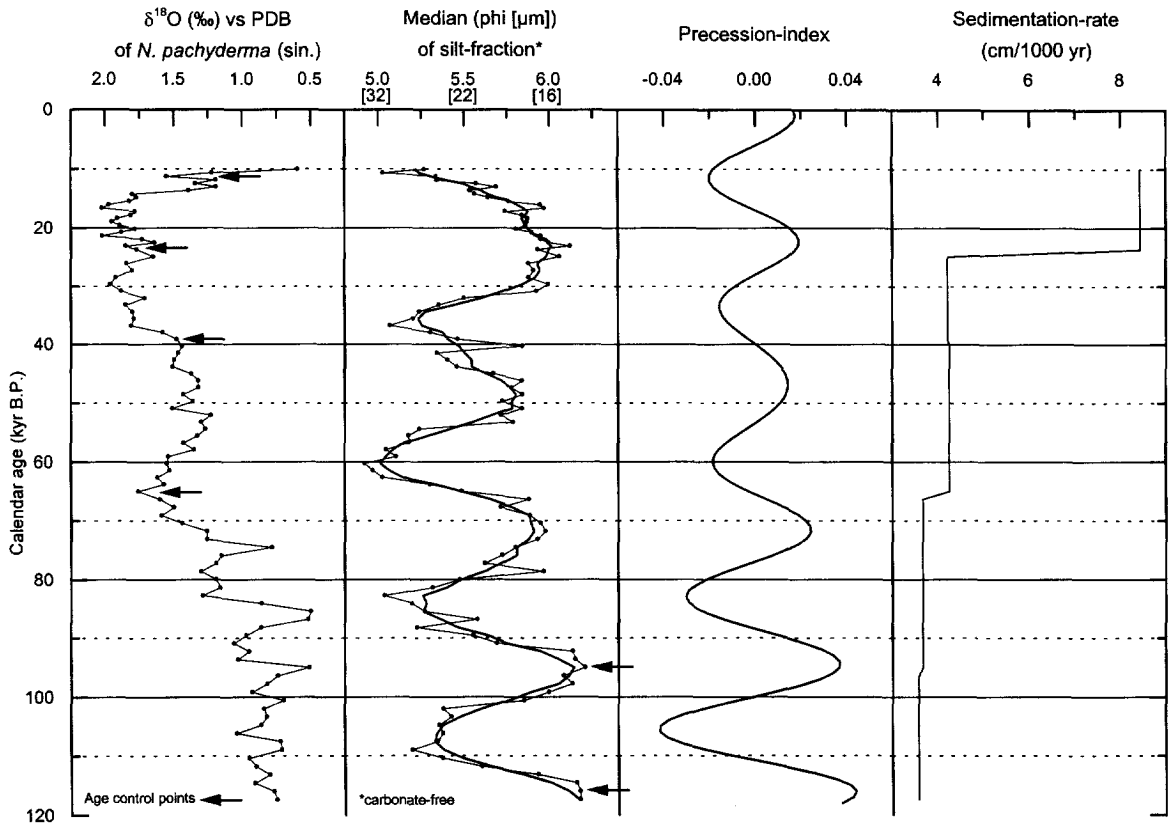 δ¹⁸O (‰) vs PDB
of N. pachyderma (sin.)
2.0 1.5 1.0 0.5
Median (phi [µm])
of silt-fraction*
5.0 5.5 6.0
[32] [22] [16]
Precession-index
-0.04 0.00 0.04
Sedimentation-rate
(cm/1000 yr)
4 8
Calendar age (kyr B.P.)
0
20
40
60
80
100
120
Age control points
*carbonate-free